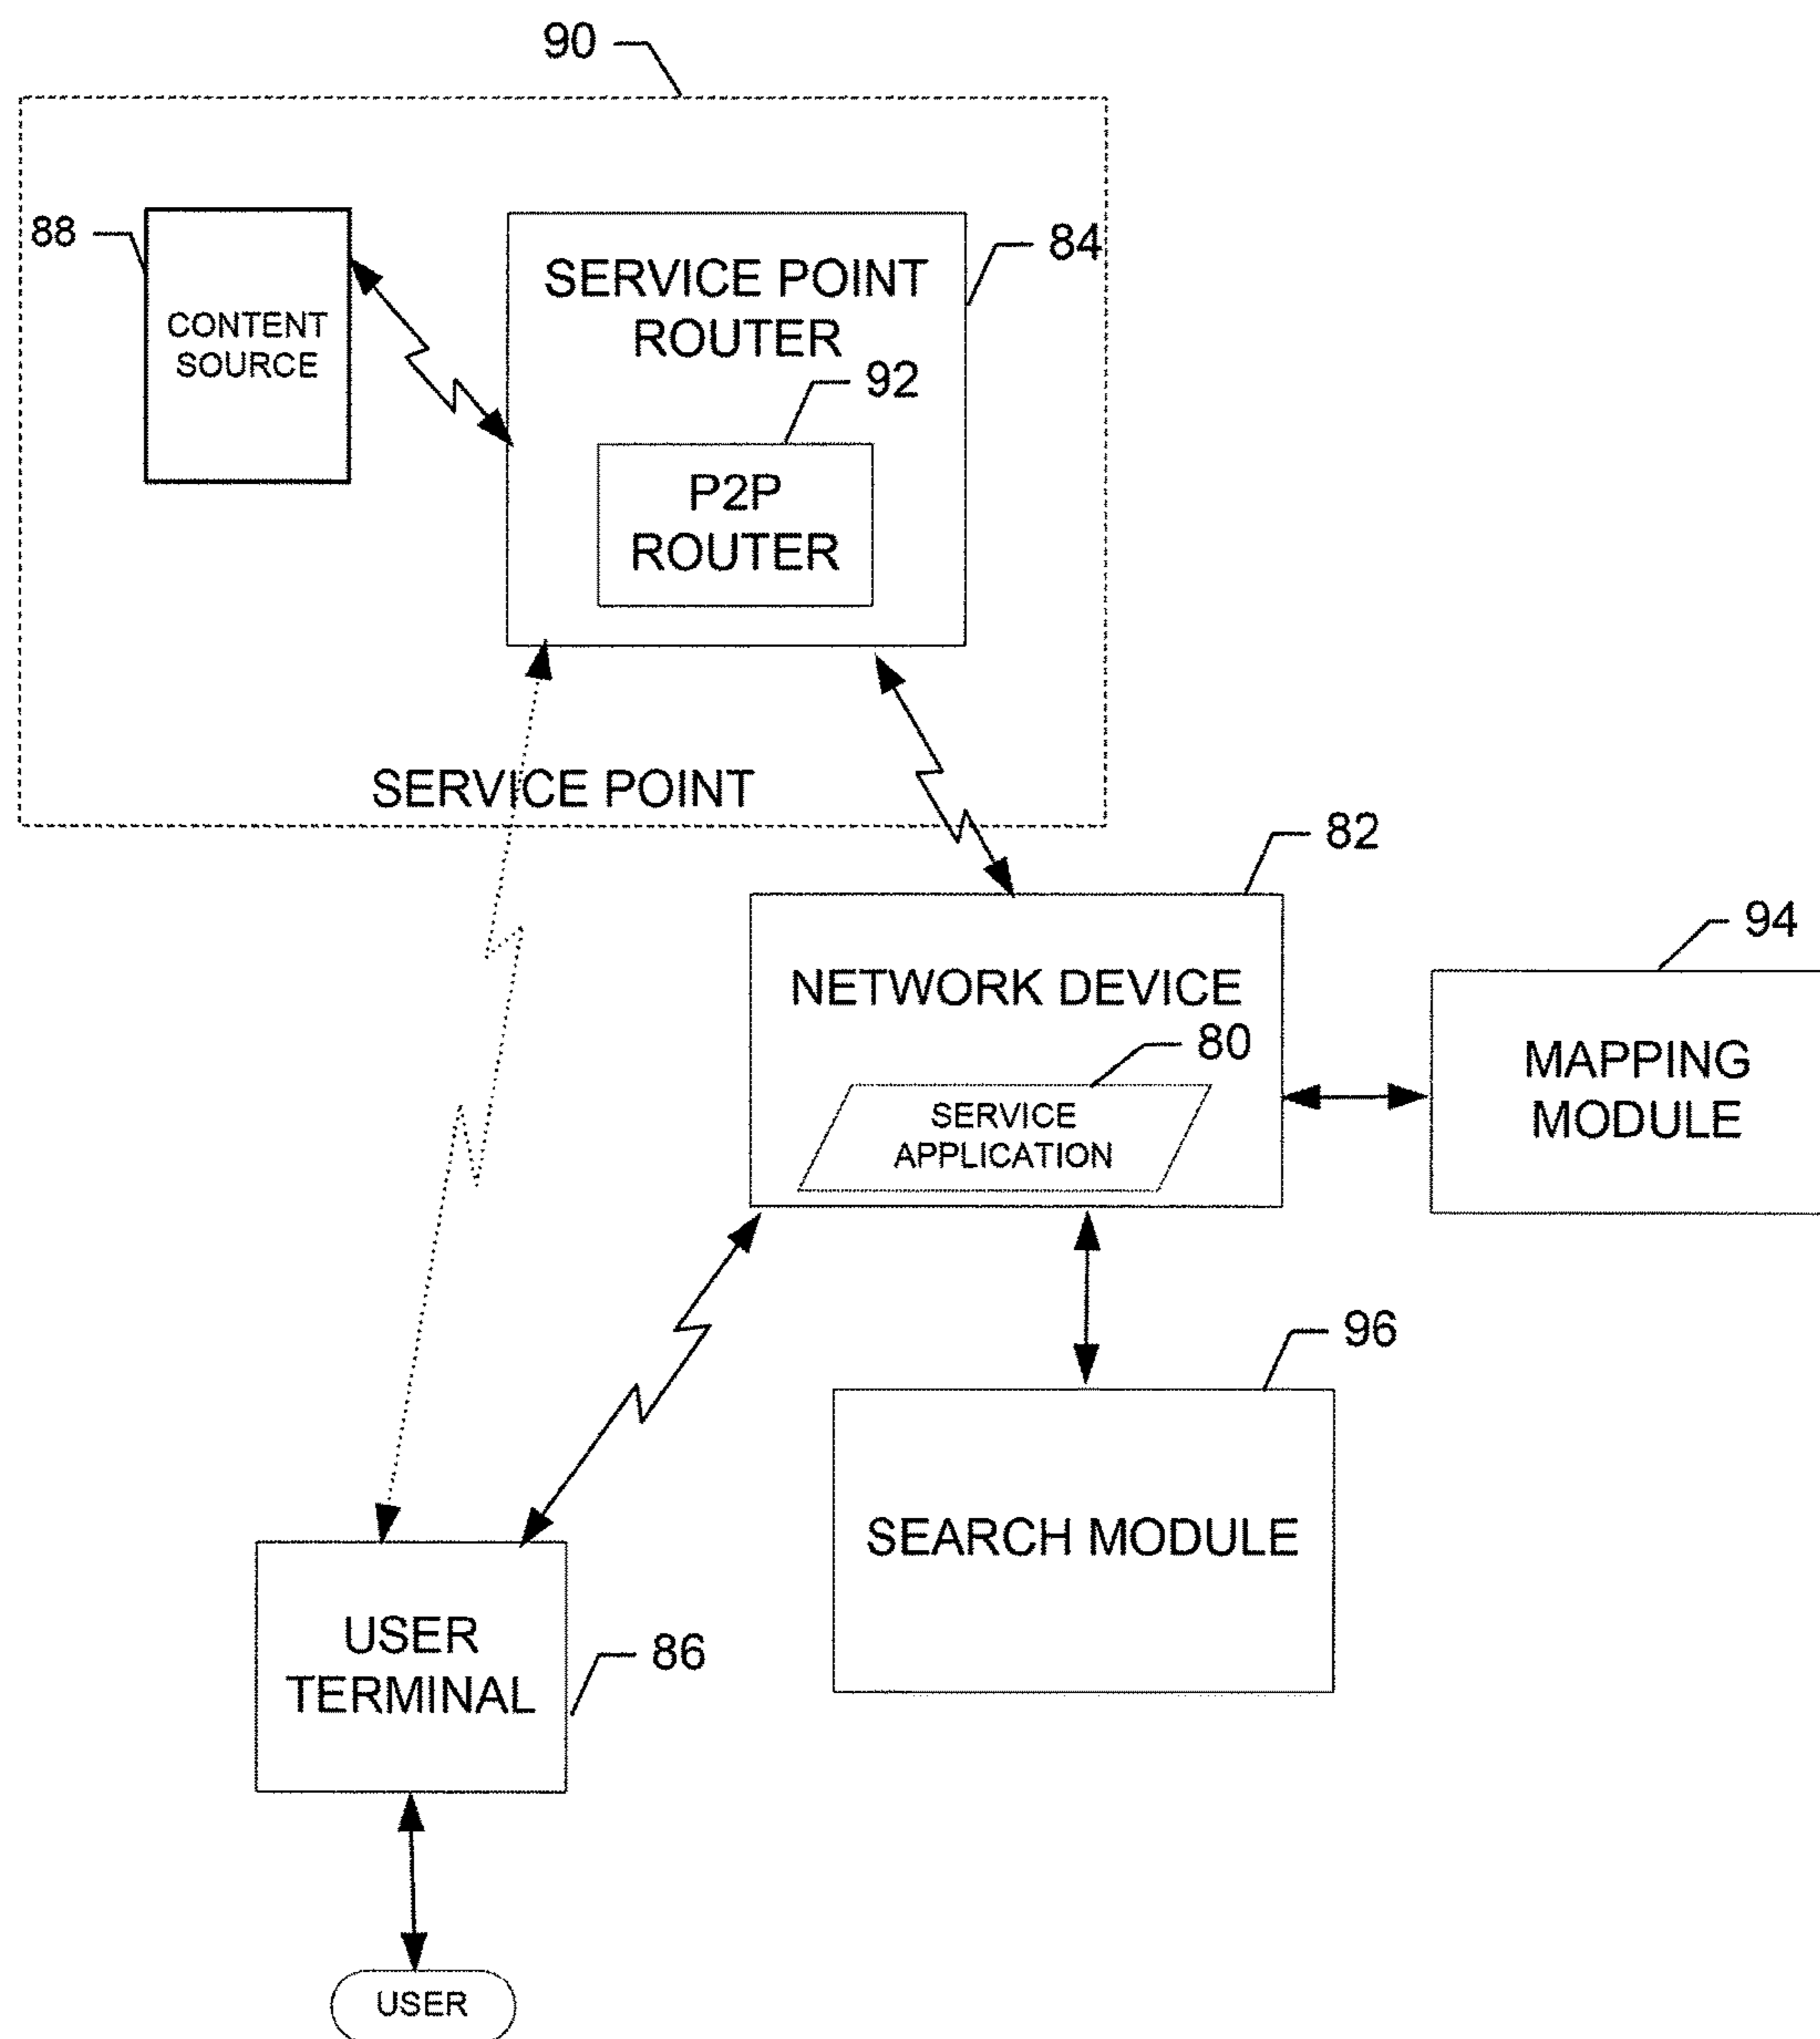 90
88
CONTENT
SOURCE
84
SERVICE POINT
ROUTER
92
P2P
ROUTER
SERVICE POINT
82
NETWORK DEVICE
80
SERVICE
APPLICATION
94
MAPPING
MODULE
96
SEARCH MODULE
USER
TERMINAL
86
USER